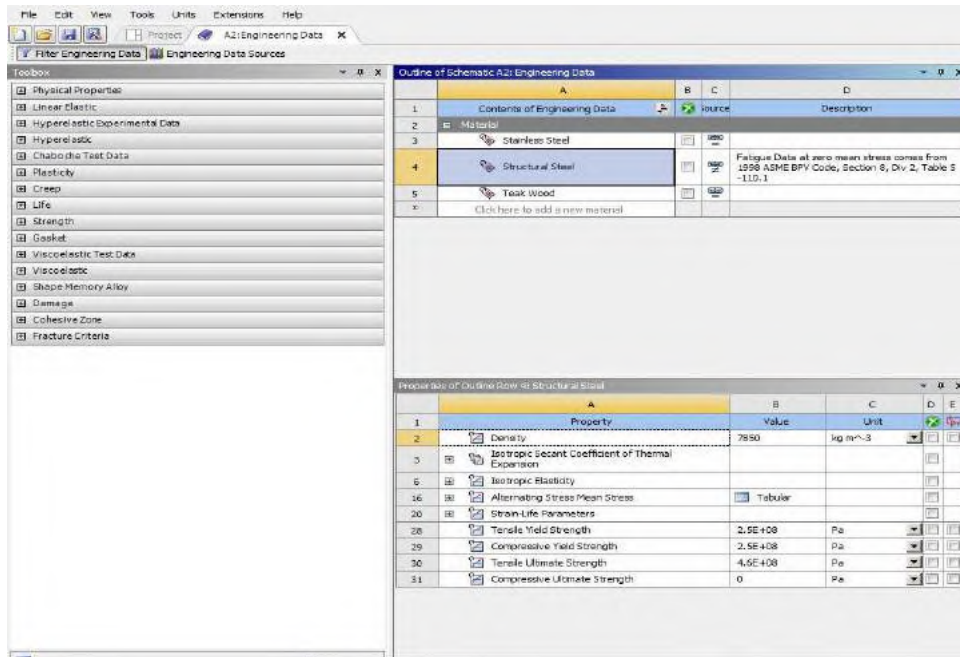 File Edit View Tools Units Extensions Help
Project A2:Engineering Data X
Filter Engineering Data Engineering Data Sources
Toolbox
Physical Properties
Linear Elastic
Hyperelastic Experimental Data
Hyperelastic
Chaboche Test Data
Plasticity
Creep
Life
Strength
Gasket
Viscoelastic Test Data
Viscoelastic
Shape Memory Alloy
Damage
Cohesive Zone
Fracture Criteria
Outline of Schematic A2: Engineering Data
A B C D
1 Contents of Engineering Data ource Description
2 Material
3 Stainless Steel
4 Structural Steel
Fatigue Data at zero mean stress comes from
1998 ASME BPV Code, Section 8, Div 2, Table 5
-110.1
5 Teak Wood
* Click here to add a new material
Properties of Outline Row 4: Structural Steel
A B C D E
1 Property Value Unit
2 Density 7850 kg m^-3
3 Isotropic Secant Coefficient of Thermal
Expansion
6 Isotropic Elasticity
16 Alternating Stress Mean Stress Tabular
20 Strain-Life Parameters
28 Tensile Yield Strength 2.5E+08 Pa
29 Compressive Yield Strength 2.5E+08 Pa
30 Tensile Ultimate Strength 4.6E+08 Pa
31 Compressive Ultimate Strength 0 Pa